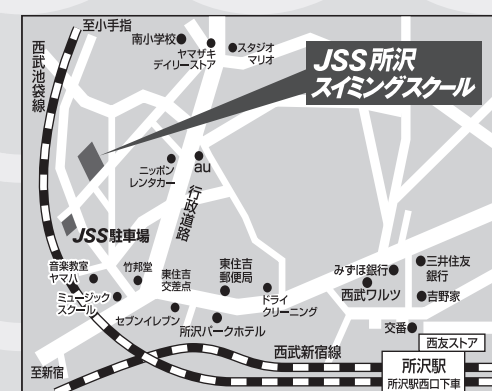 至小手指
西武池袋線
南小学校
ヤマザキ
デイリーストア
スタジオ
マリオ
JSS所沢
スイミングスクール
ニッポン
レンタカー
au
行政道路
JSS駐車場
音楽教室
ヤマハ
ミュージック
スクール
竹邦堂
東住吉
交差点
セブンイレブン
東住吉
郵便局
所沢パークホテル
ドライ
クリーニング
みずほ銀行
西武ワルツ
三井住友
銀行
吉野家
交番
西友ストア
西武新宿線
所沢駅
所沢駅西口下車
至新宿